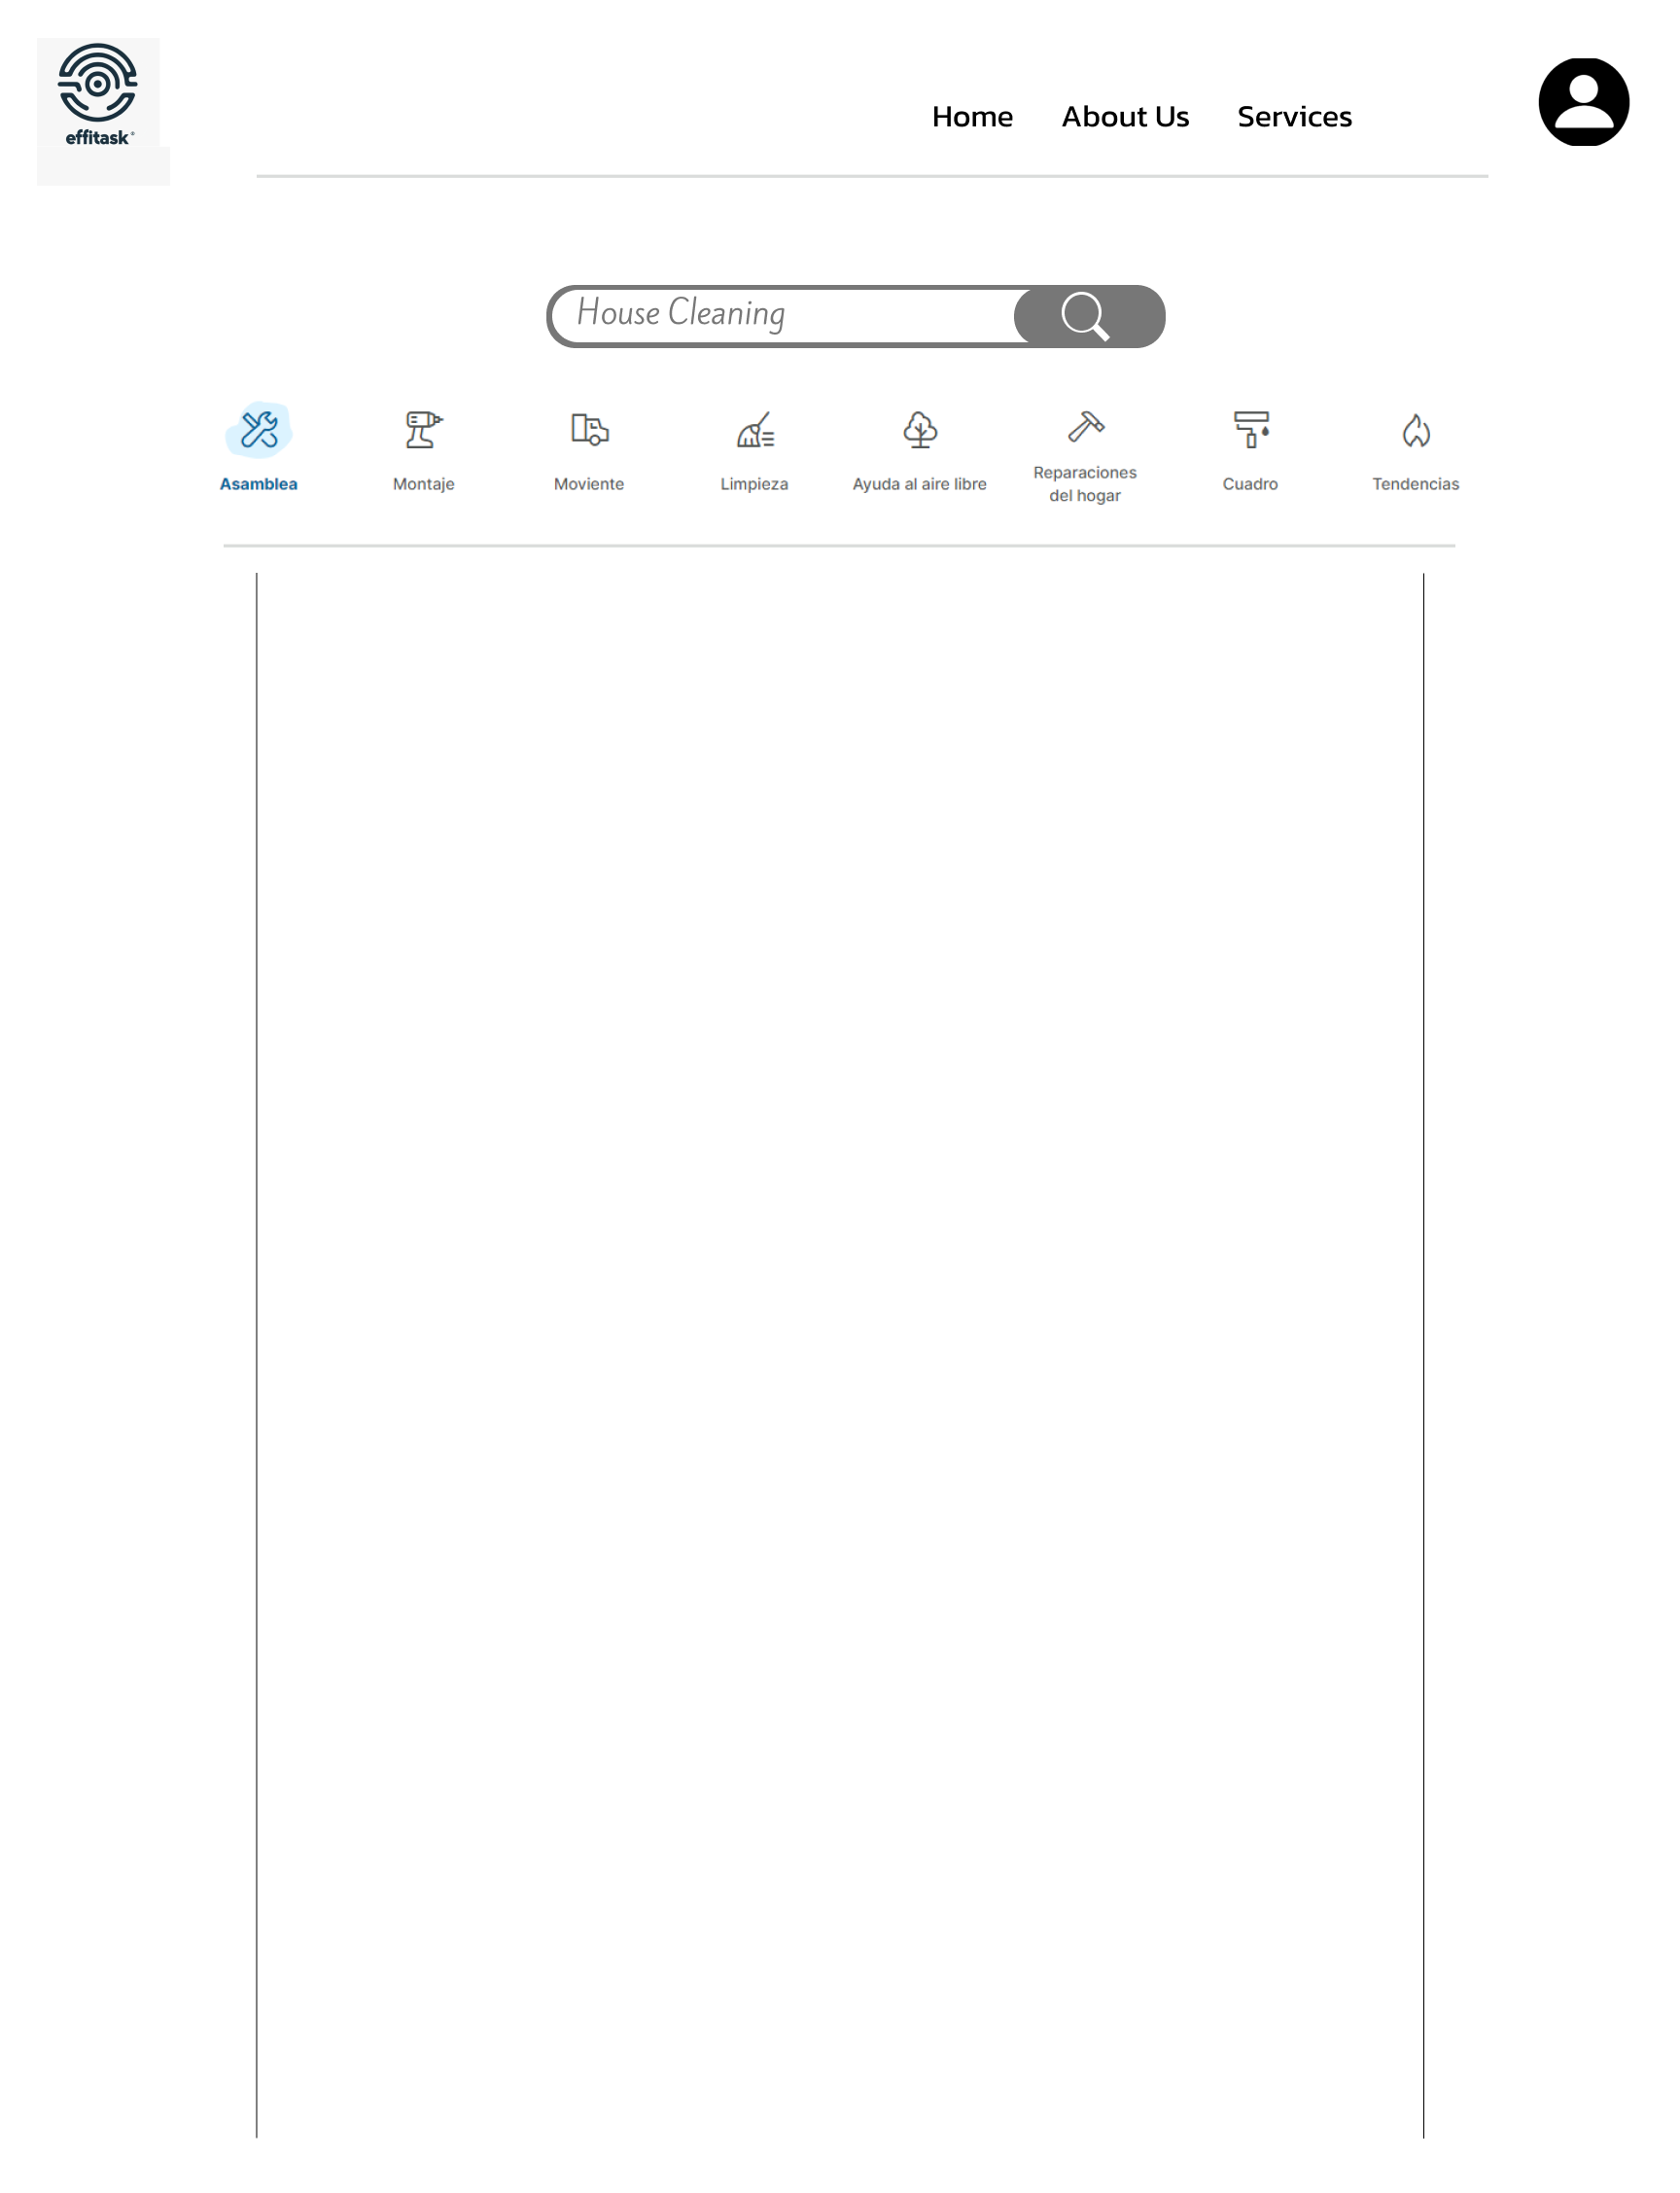 effitask®
Home About Us Services
House Cleaning
Asamblea Montaje Moviente Limpieza Ayuda al aire libre Reparaciones del hogar Cuadro Tendencias